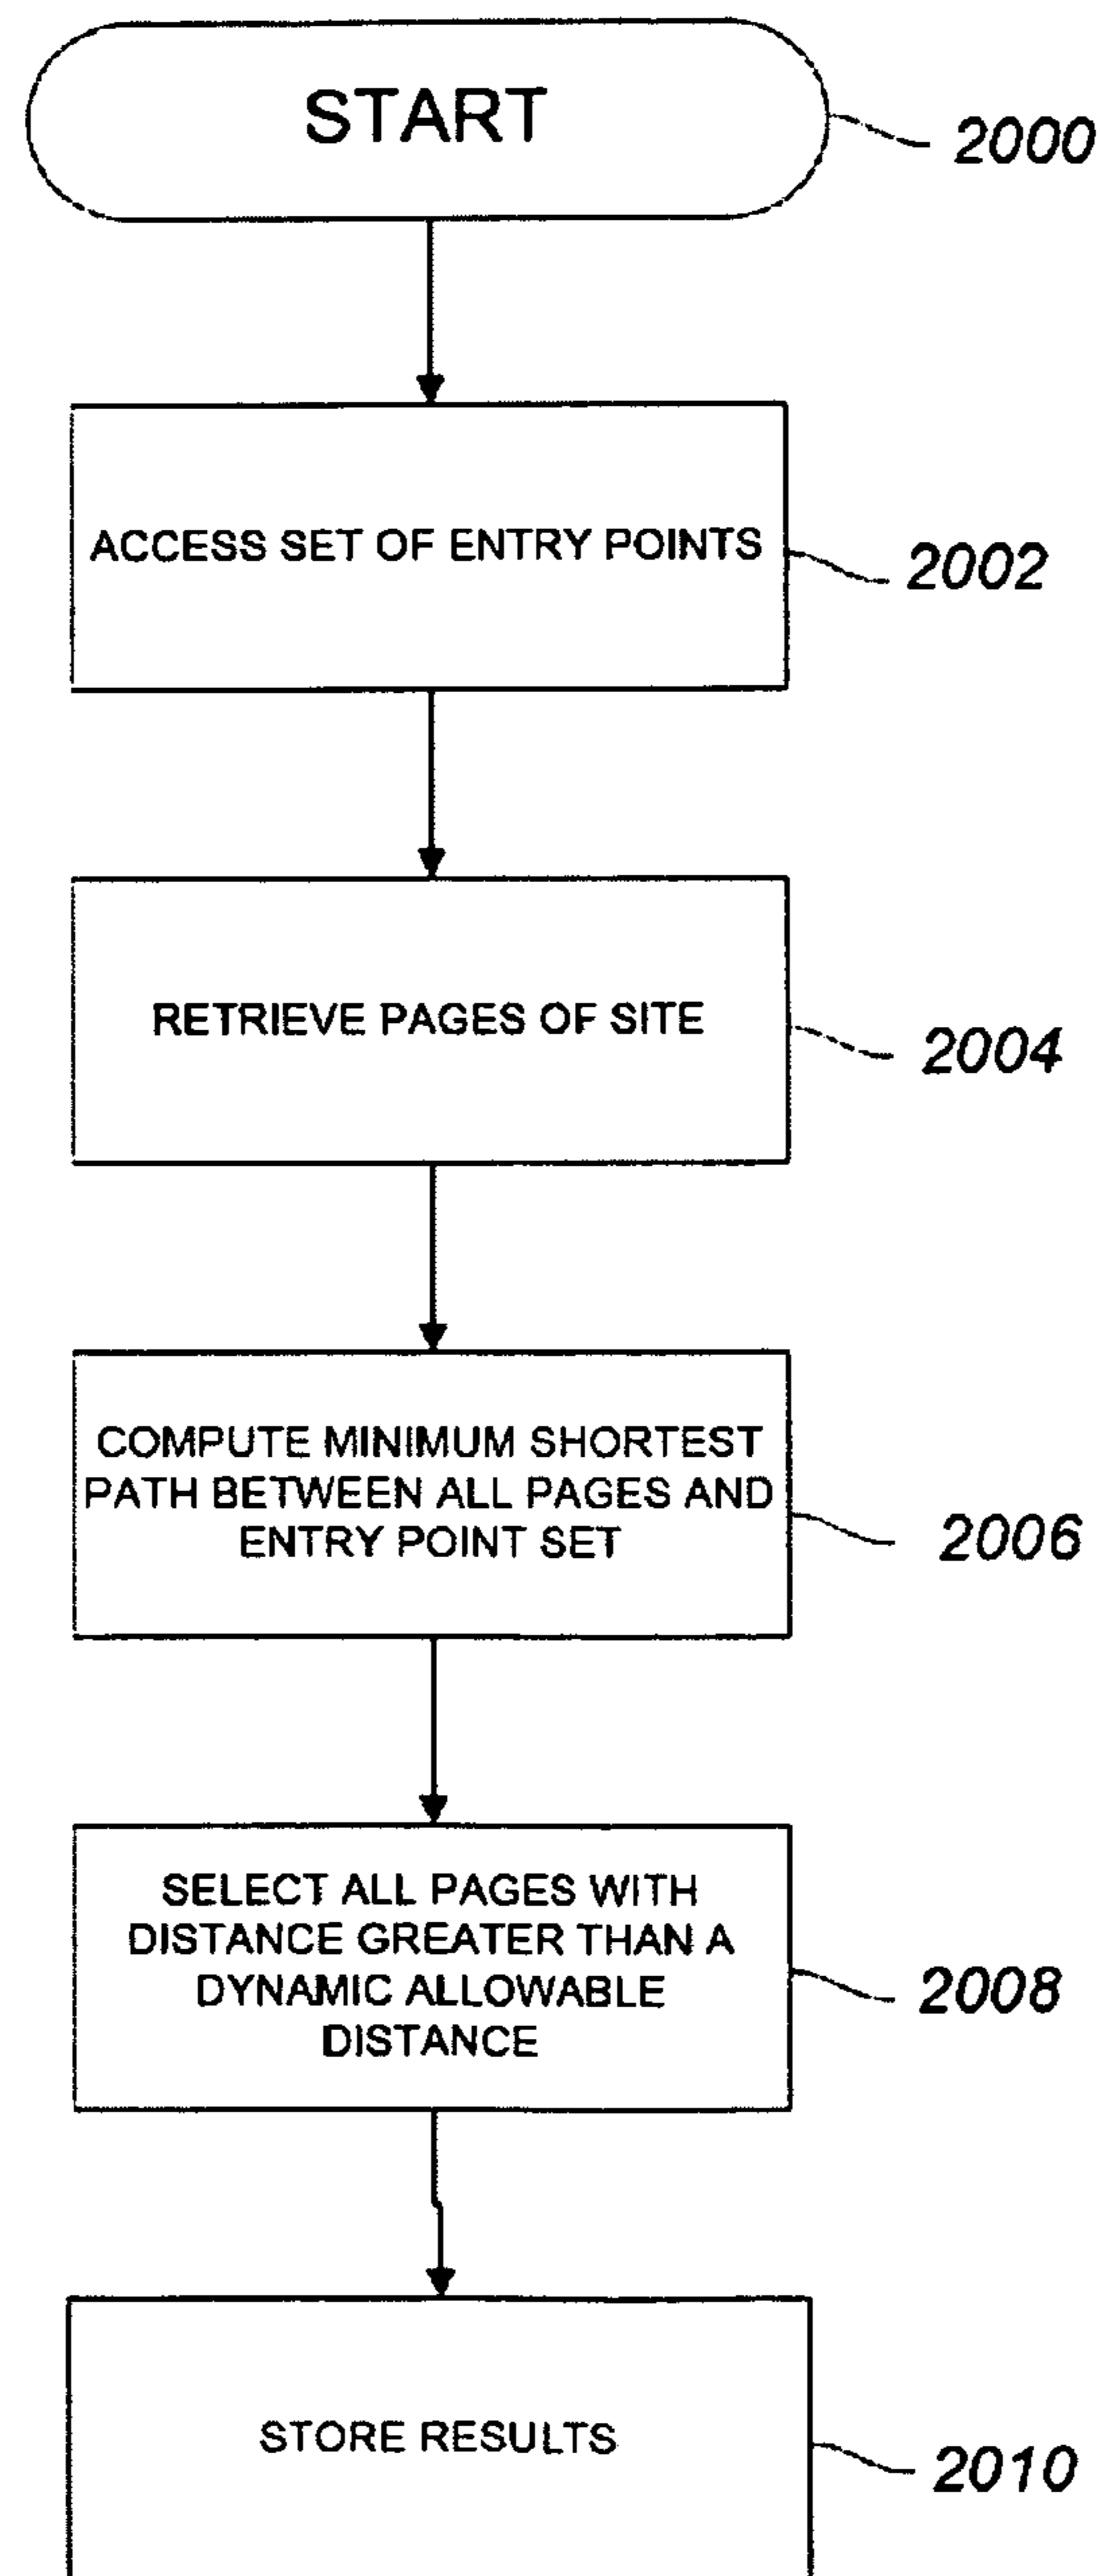 START
2000
ACCESS SET OF ENTRY POINTS
2002
RETRIEVE PAGES OF SITE
2004
COMPUTE MINIMUM SHORTEST
PATH BETWEEN ALL PAGES AND
ENTRY POINT SET
2006
SELECT ALL PAGES WITH
DISTANCE GREATER THAN A
DYNAMIC ALLOWABLE
DISTANCE
2008
STORE RESULTS
2010